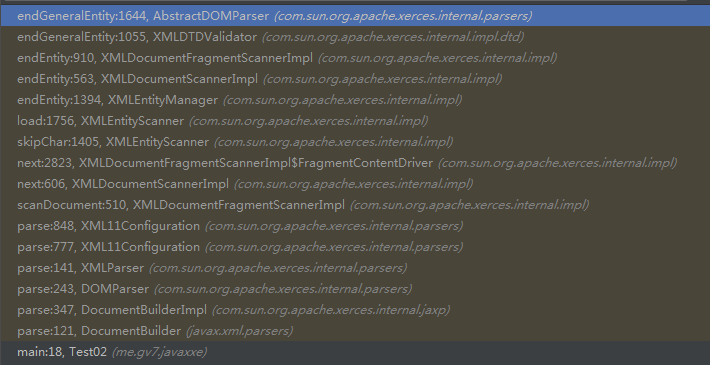 endGeneralEntity:1644, AbstractDOMParser (com.sun.org.apache.xerces.internal.parsers)
endGeneralEntity:1055, XMLDTDValidator (com.sun.org.apache.xerces.internal.impl.dtd)
endEntity:910, XMLDocumentFragmentScannerImpl (com.sun.org.apache.xerces.internal.impl)
endEntity:563, XMLDocumentScannerImpl (com.sun.org.apache.xerces.internal.impl)
endEntity:1394, XMLEntityManager (com.sun.org.apache.xerces.internal.impl)
load:1756, XMLEntityScanner (com.sun.org.apache.xerces.internal.impl)
skipChar:1405, XMLEntityScanner (com.sun.org.apache.xerces.internal.impl)
next:2823, XMLDocumentFragmentScannerImpl$FragmentContentDriver (com.sun.org.apache.xerces.internal.impl)
next:606, XMLDocumentScannerImpl (com.sun.org.apache.xerces.internal.impl)
scanDocument:510, XMLDocumentFragmentScannerImpl (com.sun.org.apache.xerces.internal.impl)
parse:848, XML11Configuration (com.sun.org.apache.xerces.internal.parsers)
parse:777, XML11Configuration (com.sun.org.apache.xerces.internal.parsers)
parse:141, XMLParser (com.sun.org.apache.xerces.internal.parsers)
parse:243, DOMParser (com.sun.org.apache.xerces.internal.parsers)
parse:347, DocumentBuilderImpl (com.sun.org.apache.xerces.internal.jaxp)
parse:121, DocumentBuilder (javax.xml.parsers)
main:18, Test02 (me.gv7.javaxxe)